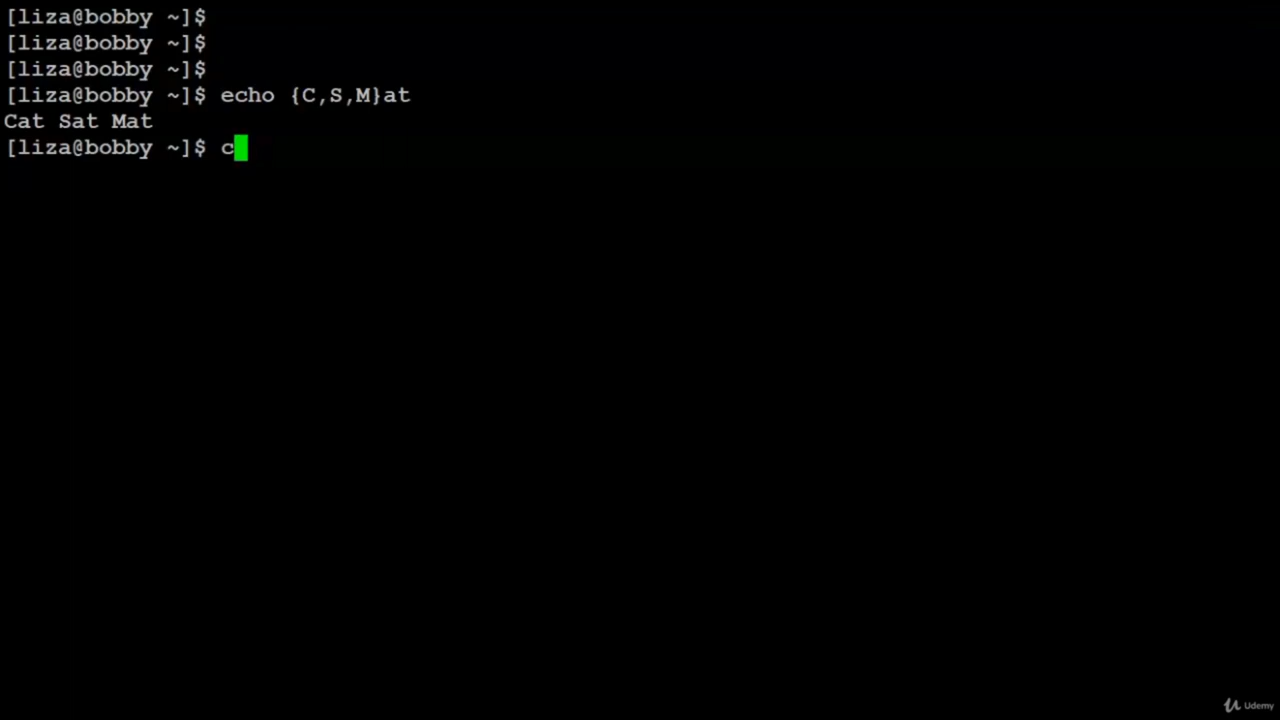 [liza@bobby ~]$
[liza@bobby ~]$
[liza@bobby ~]$
[liza@bobby ~]$ echo {C,S,M}at
Cat Sat Mat
[liza@bobby ~]$ c
Udemy